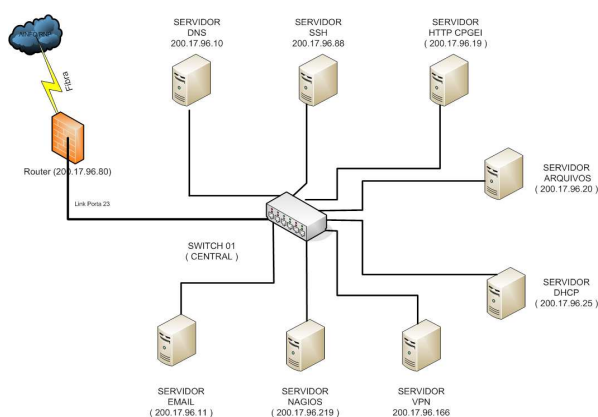 SERVIDOR
DNS
200.17.96.10
SERVIDOR
SSH
200.17.96.88
SERVIDOR
HTTP CPGEI
( 200.17.96.19 )
Fibra
Router (200.17.96.80)
Link Porta 23
SERVIDOR
ARQUIVOS
( 200.17.96.20 )
SWITCH 01
( CENTRAL )
SERVIDOR
DHCP
( 200.17.96.25 )
SERVIDOR
EMAIL
( 200.17.96.11 )
SERVIDOR
NAGIOS
( 200.17.96.219 )
SERVIDOR
VPN
200.17.96.166